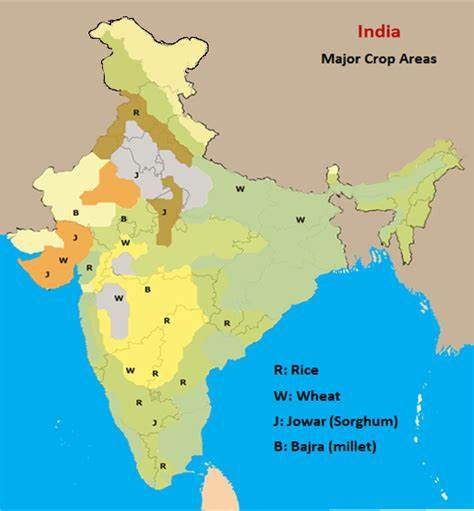 India
Major Crop Areas
R
J
W
W
J
B
J
W
W
J
R
B
W
R
R
W
R
R
R
J
R
R: Rice
W: Wheat
J: Jowar (Sorghum)
B: Bajra (millet)